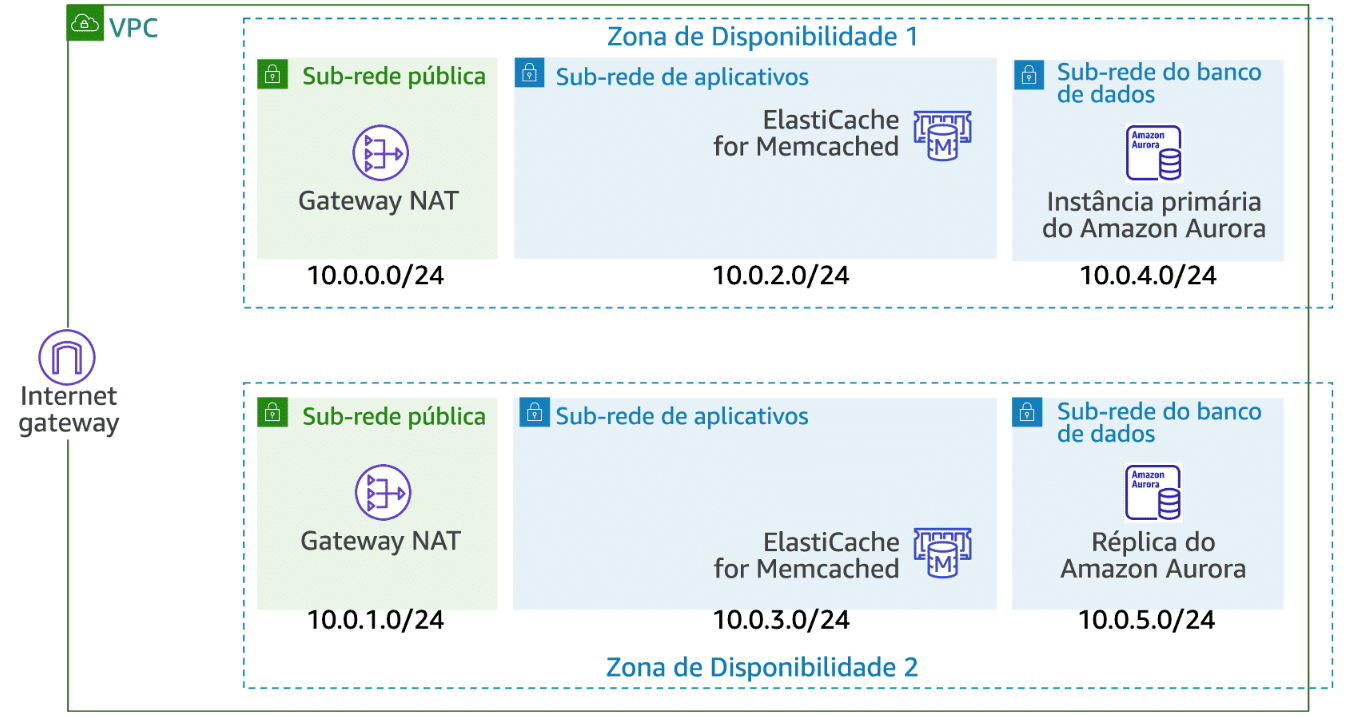 VPC
Zona de Disponibilidade 1
Sub-rede pública
Gateway NAT
10.0.0.0/24
Sub-rede de aplicativos
ElastiCache
for Memcached
M
10.0.2.0/24
Sub-rede do banco
de dados
Amazon
Aurora
Instância primária
do Amazon Aurora
10.0.4.0/24
Internet
gateway
Sub-rede pública
Gateway NAT
10.0.1.0/24
Sub-rede de aplicativos
ElastiCache
for Memcached
M
10.0.3.0/24
Sub-rede do banco
de dados
Amazon
Aurora
Réplica do
Amazon Aurora
10.0.5.0/24
Zona de Disponibilidade 2